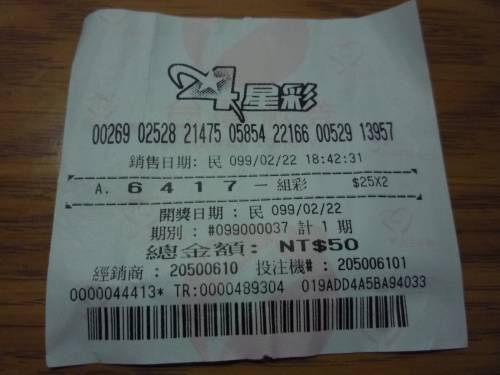 4星彩
00269 02528 21475 05854 22166 00529 13957
銷售日期: 民 099/02/22 18:42:31
A. 6 4 1 7 - 組彩 $25X2
開獎日期 : 民 099/02/22
期別 : #099000037 計 1 期
總金額: NT$50
經銷商 : 20500610 投注機# : 205006101
0000044413* TR:0000489304 019ADD4A5BA94033